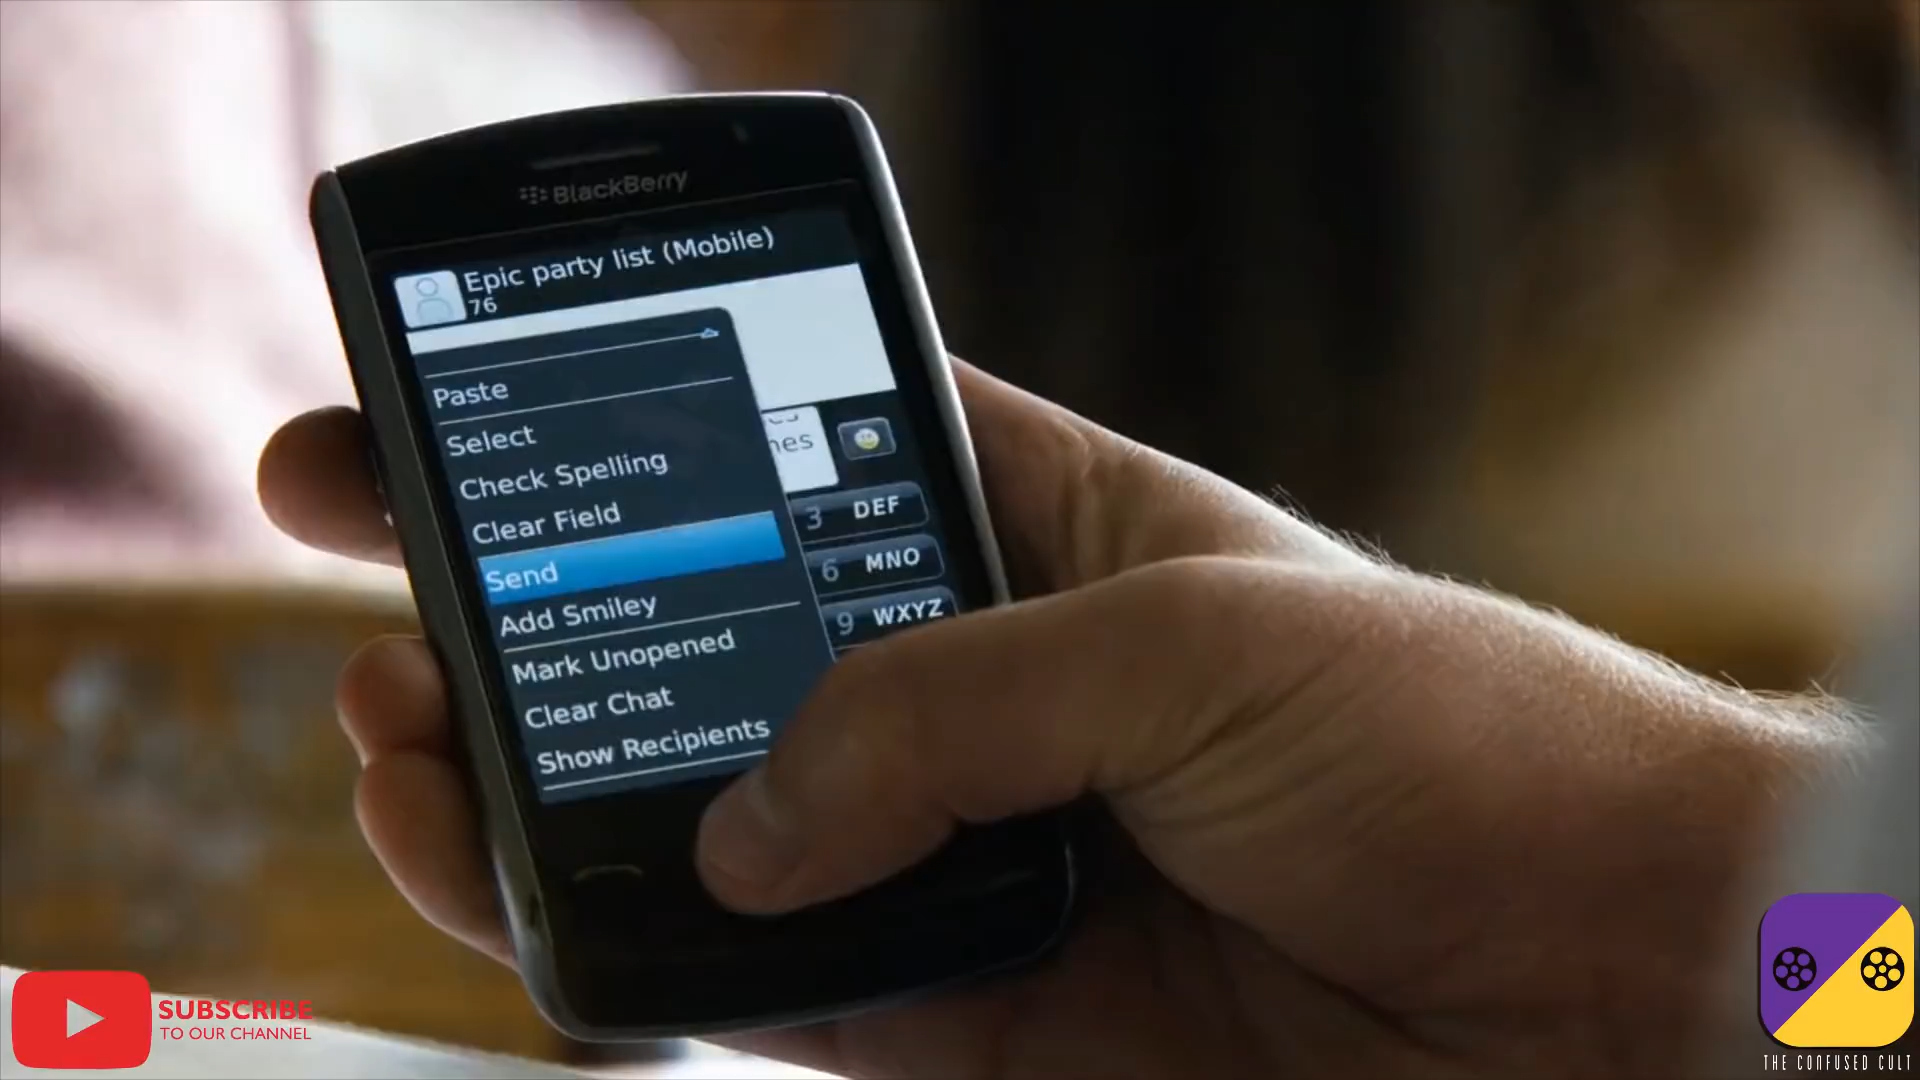 BlackBerry
Epic party list (Mobile)
76
Paste
Select
Check Spelling
Clear Field
Send
Add Smiley
Mark Unopened
Clear Chat
Show Recipients
3 DEF
6 MNO
9 WXYZ
SUBSCRIBE
TO OUR CHANNEL
THE CONFUSED CULT